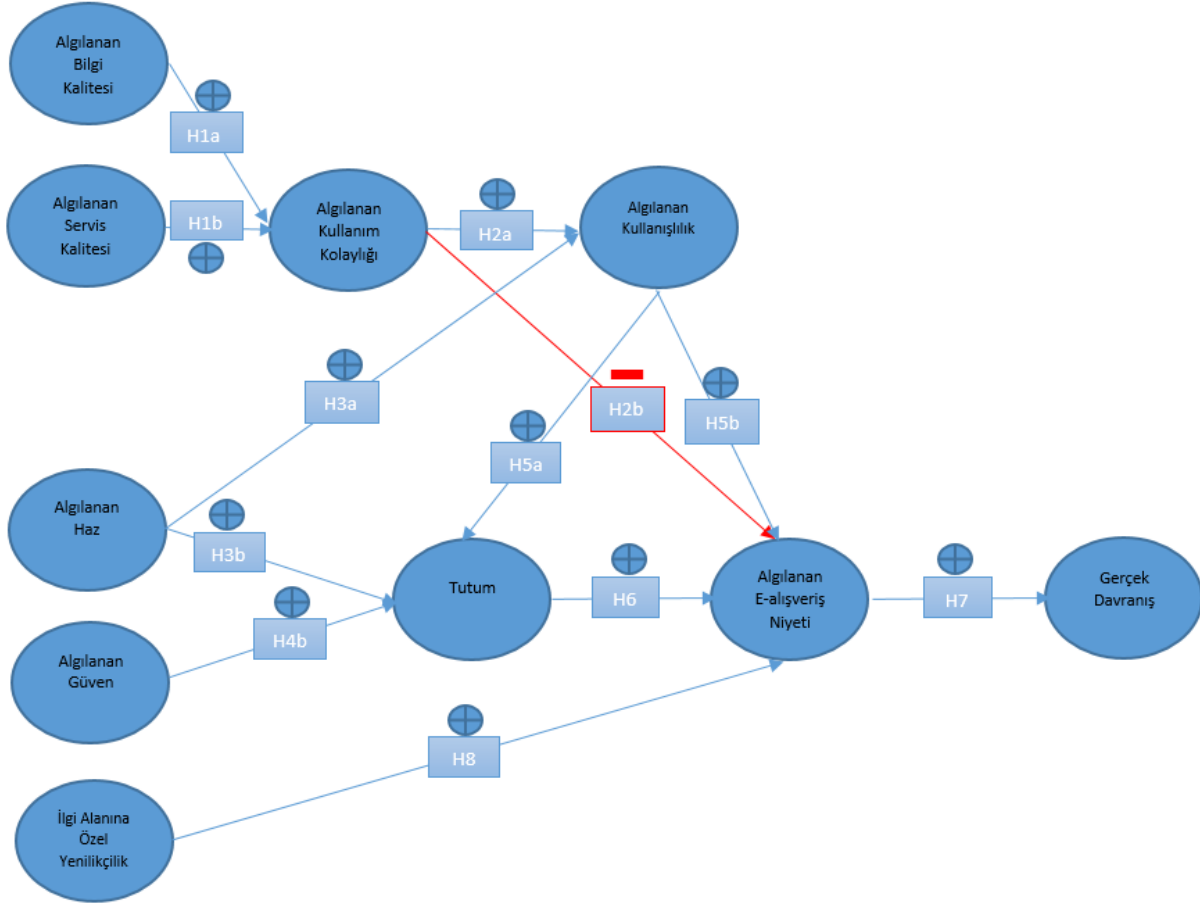 Algılanan
Bilgi
Kalitesi
H1a
Algılanan
Servis
Kalitesi
H1b
Algılanan
Kullanım
Kolaylığı
H2a
Algılanan
Kullanışlılık
H3a
H2b
H5b
H5a
Algılanan
Haz
H3b
Tutum
H6
Algılanan
E-alışveriş
Niyeti
H7
Gerçek
Davranış
H4b
Algılanan
Güven
H8
İlgi Alanına
Özel
Yenilikçilik